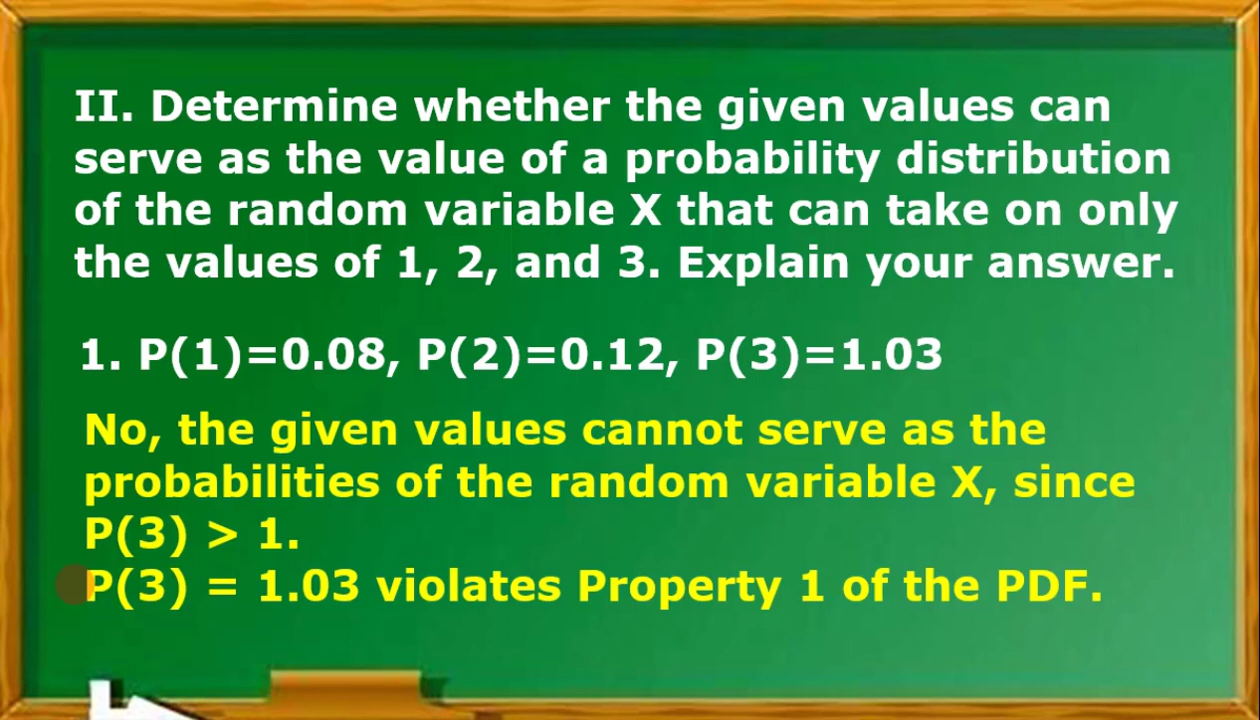 II. Determine whether the given values can
serve as the value of a probability distribution
of the random variable X that can take on only
the values of 1, 2, and 3. Explain your answer.
1. P(1)=0.08, P(2)=0.12, P(3)=1.03
No, the given values cannot serve as the
probabilities of the random variable X, since
P(3) > 1.
P(3) = 1.03 violates Property 1 of the PDF.